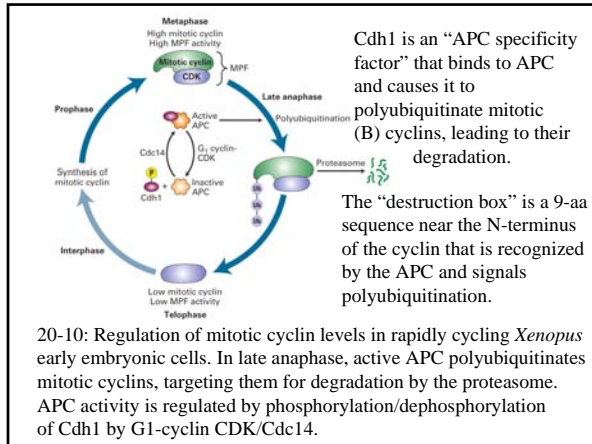 Metaphase
High mitotic cyclin
High MPF activity
Mitotic cyclin
CDK
MPF
Prophase
Late anaphase
Active
APC
Polyubiquitination
Cdc14
G1 cyclin-
CDK
Synthesis of
mitotic cyclin
P
Cdh1
+
Inactive
APC
Proteasome
Ub
Ub
Ub
Interphase
Low mitotic cyclin
Low MPF activity
Telophase
Cdh1 is an “APC specificity
factor” that binds to APC
and causes it to
polyubiquitinate mitotic
(B) cyclins, leading to their
degradation.
The “destruction box” is a 9-aa
sequence near the N-terminus
of the cyclin that is recognized
by the APC and signals
polyubiquitination.
20-10: Regulation of mitotic cyclin levels in rapidly cycling Xenopus
early embryonic cells. In late anaphase, active APC polyubiquitinates
mitotic cyclins, targeting them for degradation by the proteasome.
APC activity is regulated by phosphorylation/dephosphorylation
of Cdh1 by G1-cyclin CDK/Cdc14.